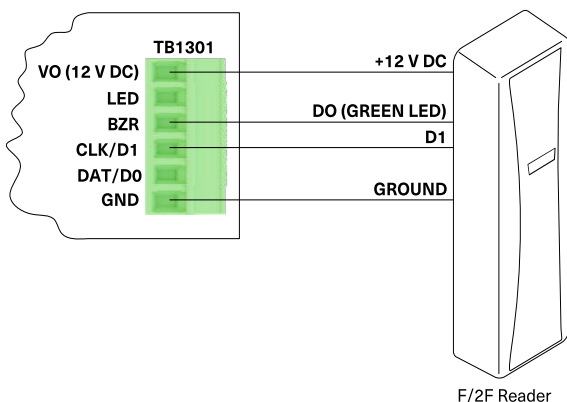 TB1301
VO (12 V DC)
+12 V DC
LED
BZR
DO (GREEN LED)
CLK/D1
D1
DAT/D0
GND
GROUND
F/2F Reader